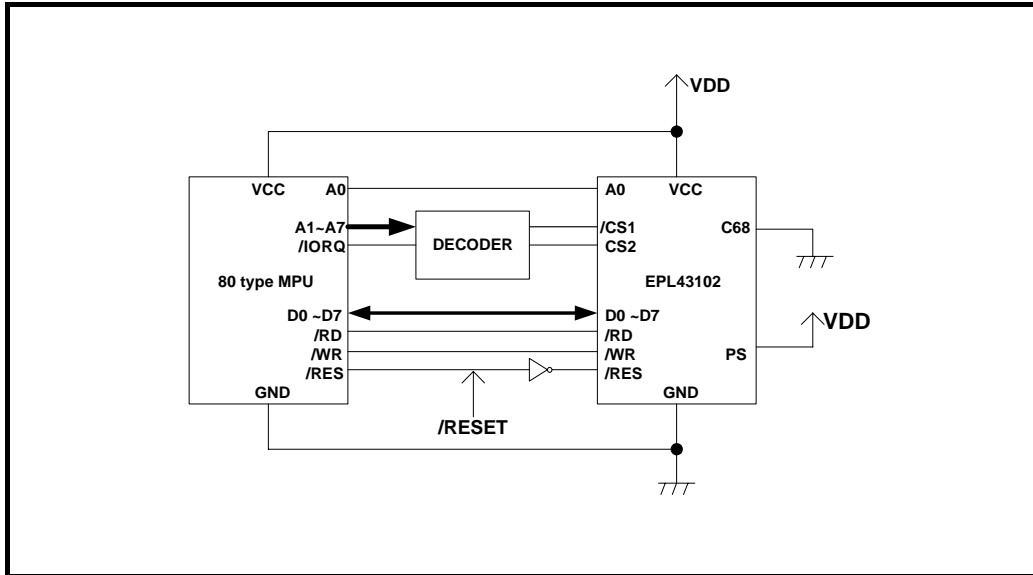 VDD
VCC
A0
A1~A7
/IORQ
80 type MPU
D0 ~D7
/RD
/WR
/RES
GND
DECODER
A0
VCC
/CS1
CS2
C68
EPL43102
D0 ~D7
/RD
/WR
/RES
PS
GND
VDD
/RESET